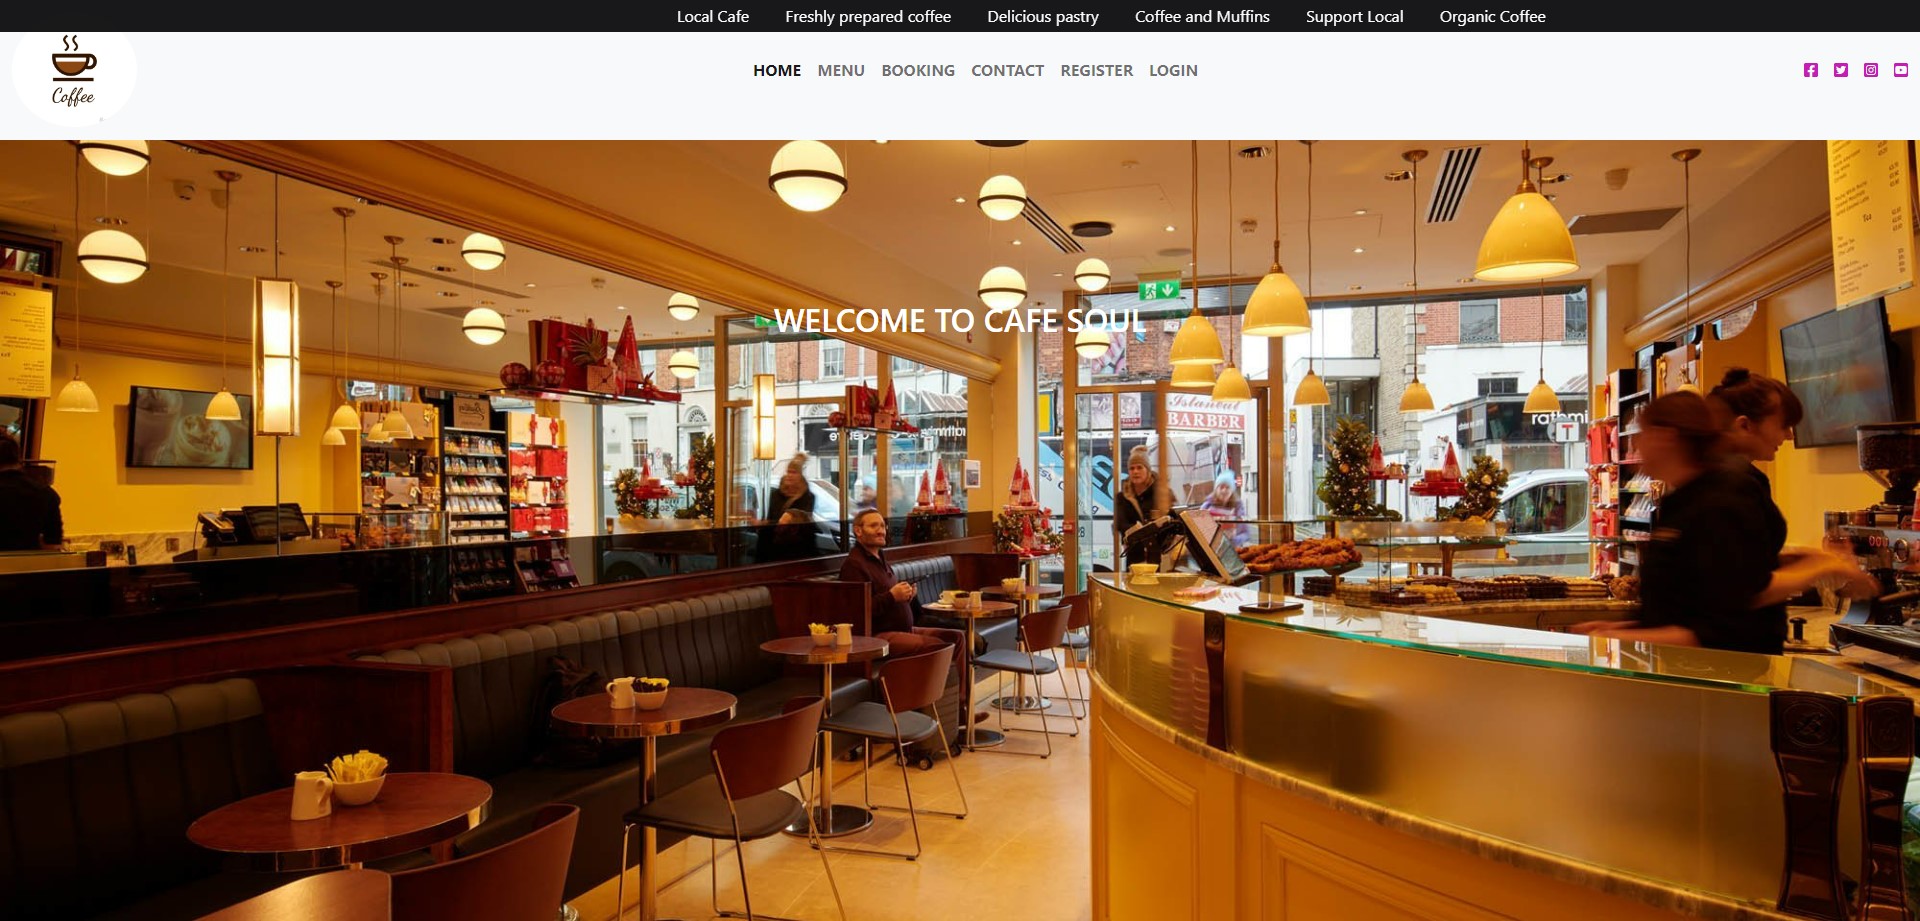 Local Cafe Freshly prepared coffee Delicious pastry Coffee and Muffins Support Local Organic Coffee
Coffee
HOME MENU BOOKING CONTACT REGISTER LOGIN
WELCOME TO CAFE SOUL
Istanbul
BARBER
rathmi